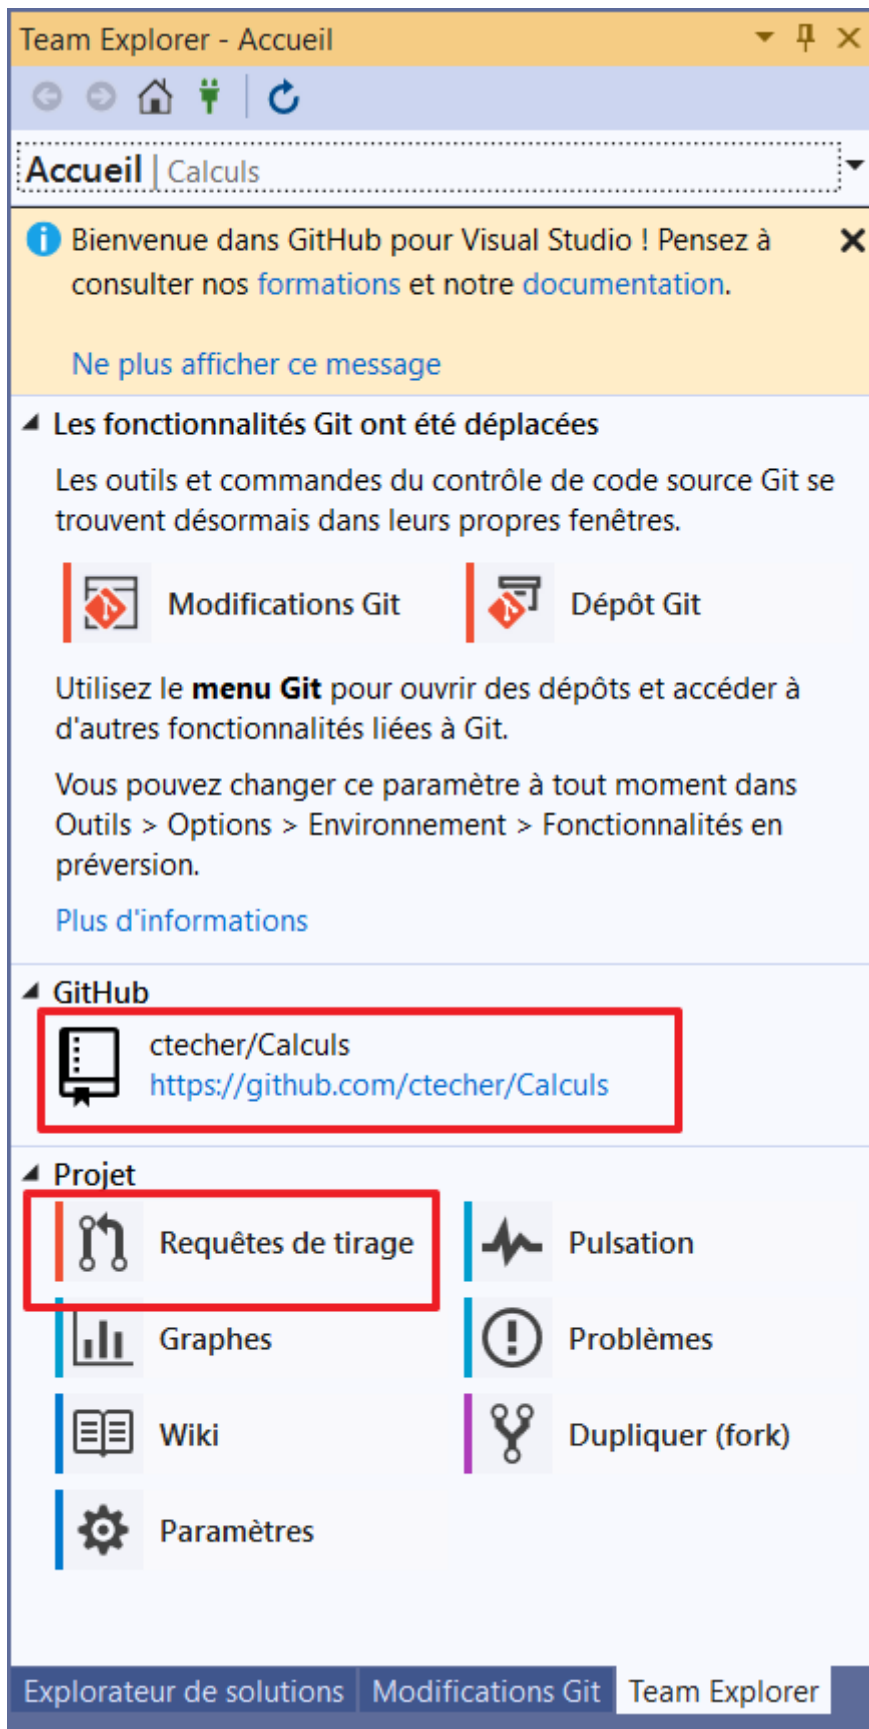 Team Explorer - Accueil
Accueil | Calculs
Bienvenue dans GitHub pour Visual Studio ! Pensez à
consulter nos formations et notre documentation.
Ne plus afficher ce message
Les fonctionnalités Git ont été déplacées
Les outils et commandes du contrôle de code source Git se
trouvent désormais dans leurs propres fenêtres.
Modifications Git
Dépôt Git
Utilisez le menu Git pour ouvrir des dépôts et accéder à
d'autres fonctionnalités liées à Git.
Vous pouvez changer ce paramètre à tout moment dans
Outils > Options > Environnement > Fonctionnalités en
préversion.
Plus d'informations
GitHub
ctecher/Calculs
https://github.com/ctecher/Calculs
Projet
Requêtes de tirage
Pulsation
Graphes
Problèmes
Wiki
Dupliquer (fork)
Paramètres
Explorateur de solutions
Modifications Git
Team Explorer